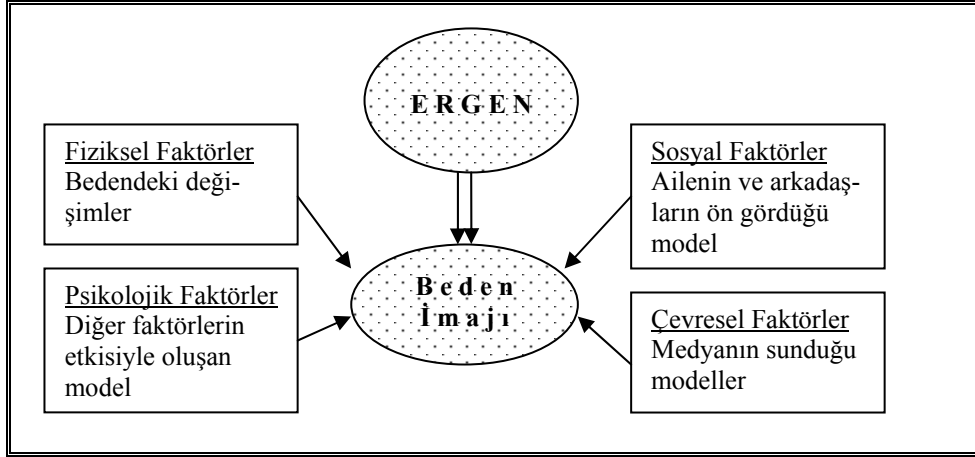 E R G E N
Fiziksel Faktörler
Bedendeki deği-
şimler
Sosyal Faktörler
Ailenin ve arkadaş-
ların ön gördüğü
model
B e d e n
İ m a j ı
Psikolojik Faktörler
Diğer faktörlerin
etkisiyle oluşan
model
Çevresel Faktörler
Medyanın sunduğu
modeller